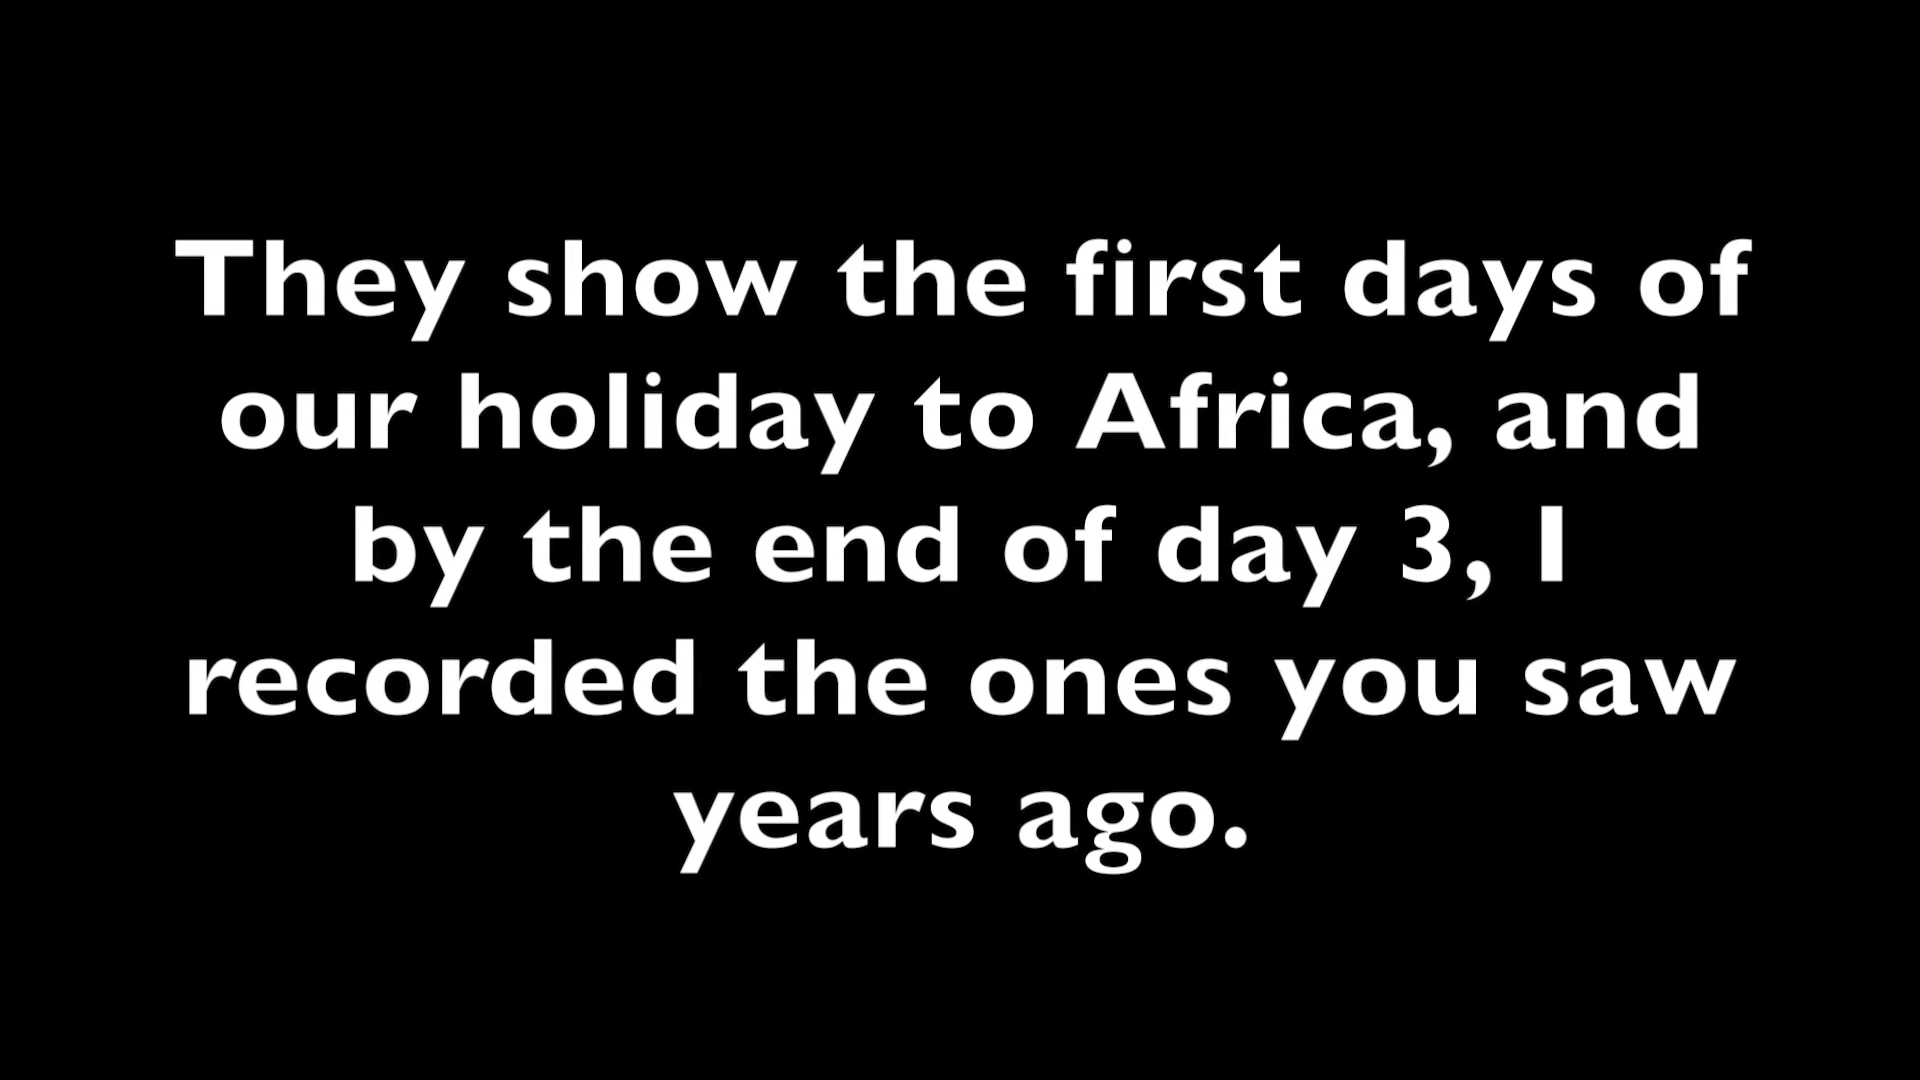 They show the first days of
our holiday to Africa, and
by the end of day 3, I
recorded the ones you saw
years ago.